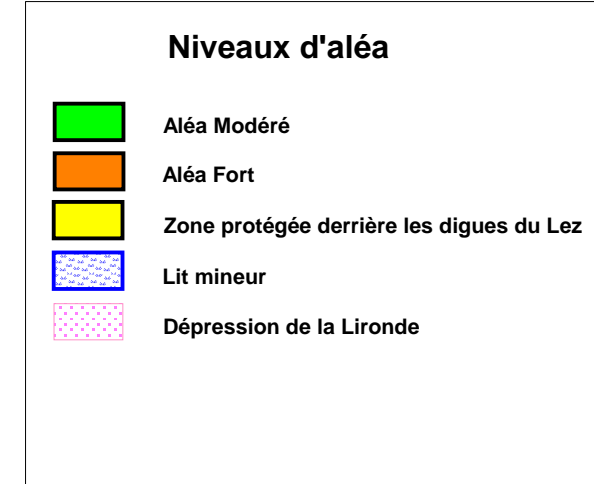 Niveaux d'aléa
Aléa Modéré
Aléa Fort
Zone protégée derrière les digues du Lez
Lit mineur
Dépression de la Lironde